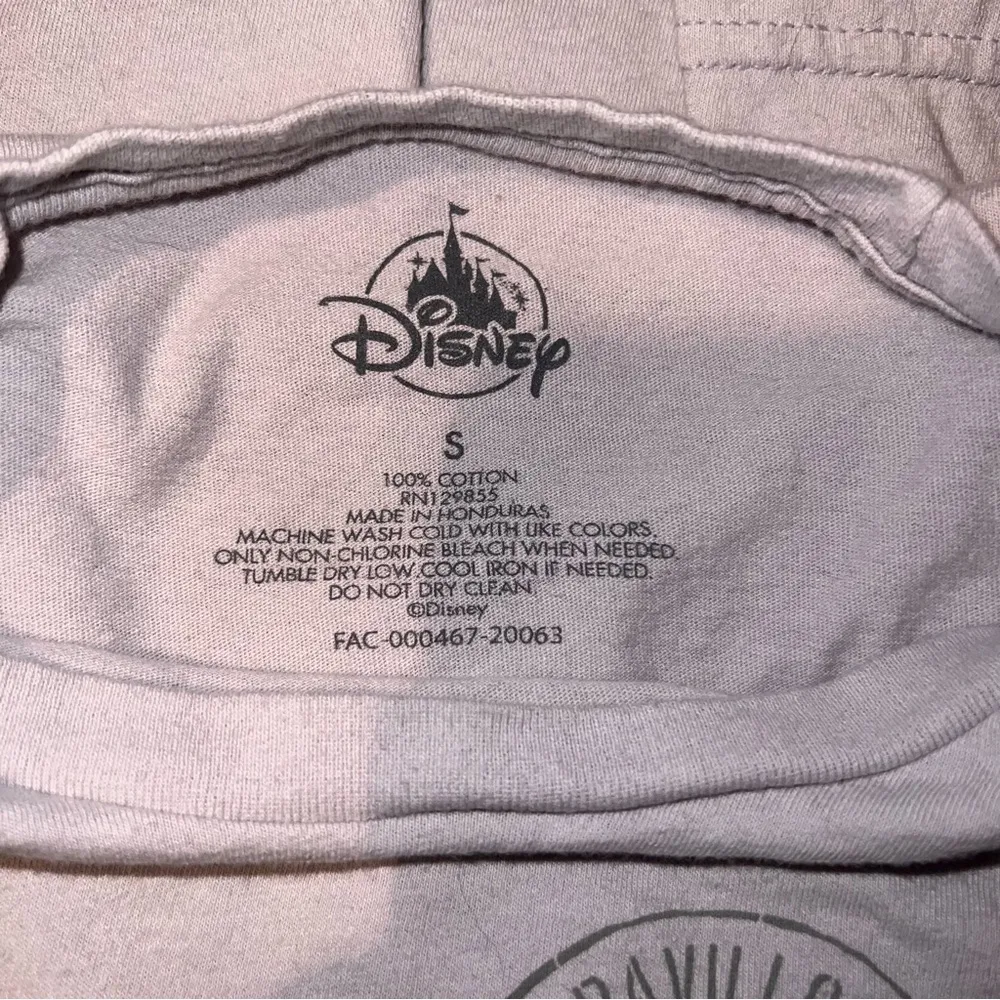 Disney
S
100% COTTON
RN129855
MADE IN HONDURAS
MACHINE WASH COLD WITH LIKE COLORS.
ONLY NON-CHLORINE BLEACH WHEN NEEDED.
TUMBLE DRY LOW.COOL IRON IF NEEDED.
DO NOT DRY CLEAN.
©Disney
FAC-000467-20063